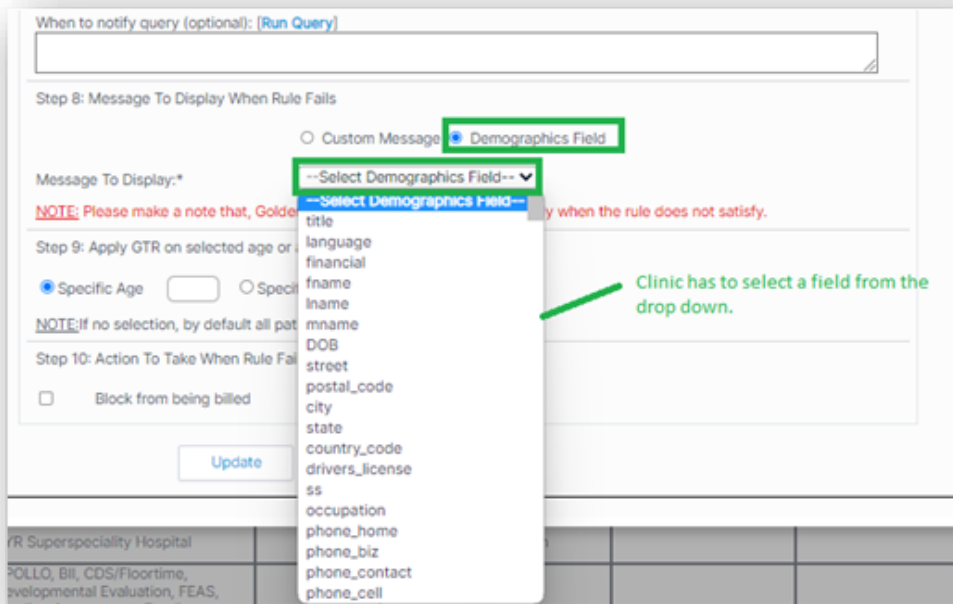 When to notify query (optional): [Run Query]
Step 8: Message To Display When Rule Fails
Custom Message Demographics Field
Message To Display:* --Select Demographics Field--
--Select Demographics Field--
NOTE: Please make a note that, Golden y when the rule does not satisfy.
title
Step 9: Apply GTR on selected age or
language
financial
Specific Age Specif
fname
Clinic has to select a field from the
drop down.
lname
NOTE:If no selection, by default all pat
mname
DOB
Step 10: Action To Take When Rule Fai
street
postal_code
Block from being billed
city
state
country_code
Update
drivers_license
ss
occupation
phone_home
YR Superspeciality Hospital
phone_biz
POLLO, BII, CDS/Floortime,
phone_contact
evelopmental Evaluation, FEAS,
phone_cell